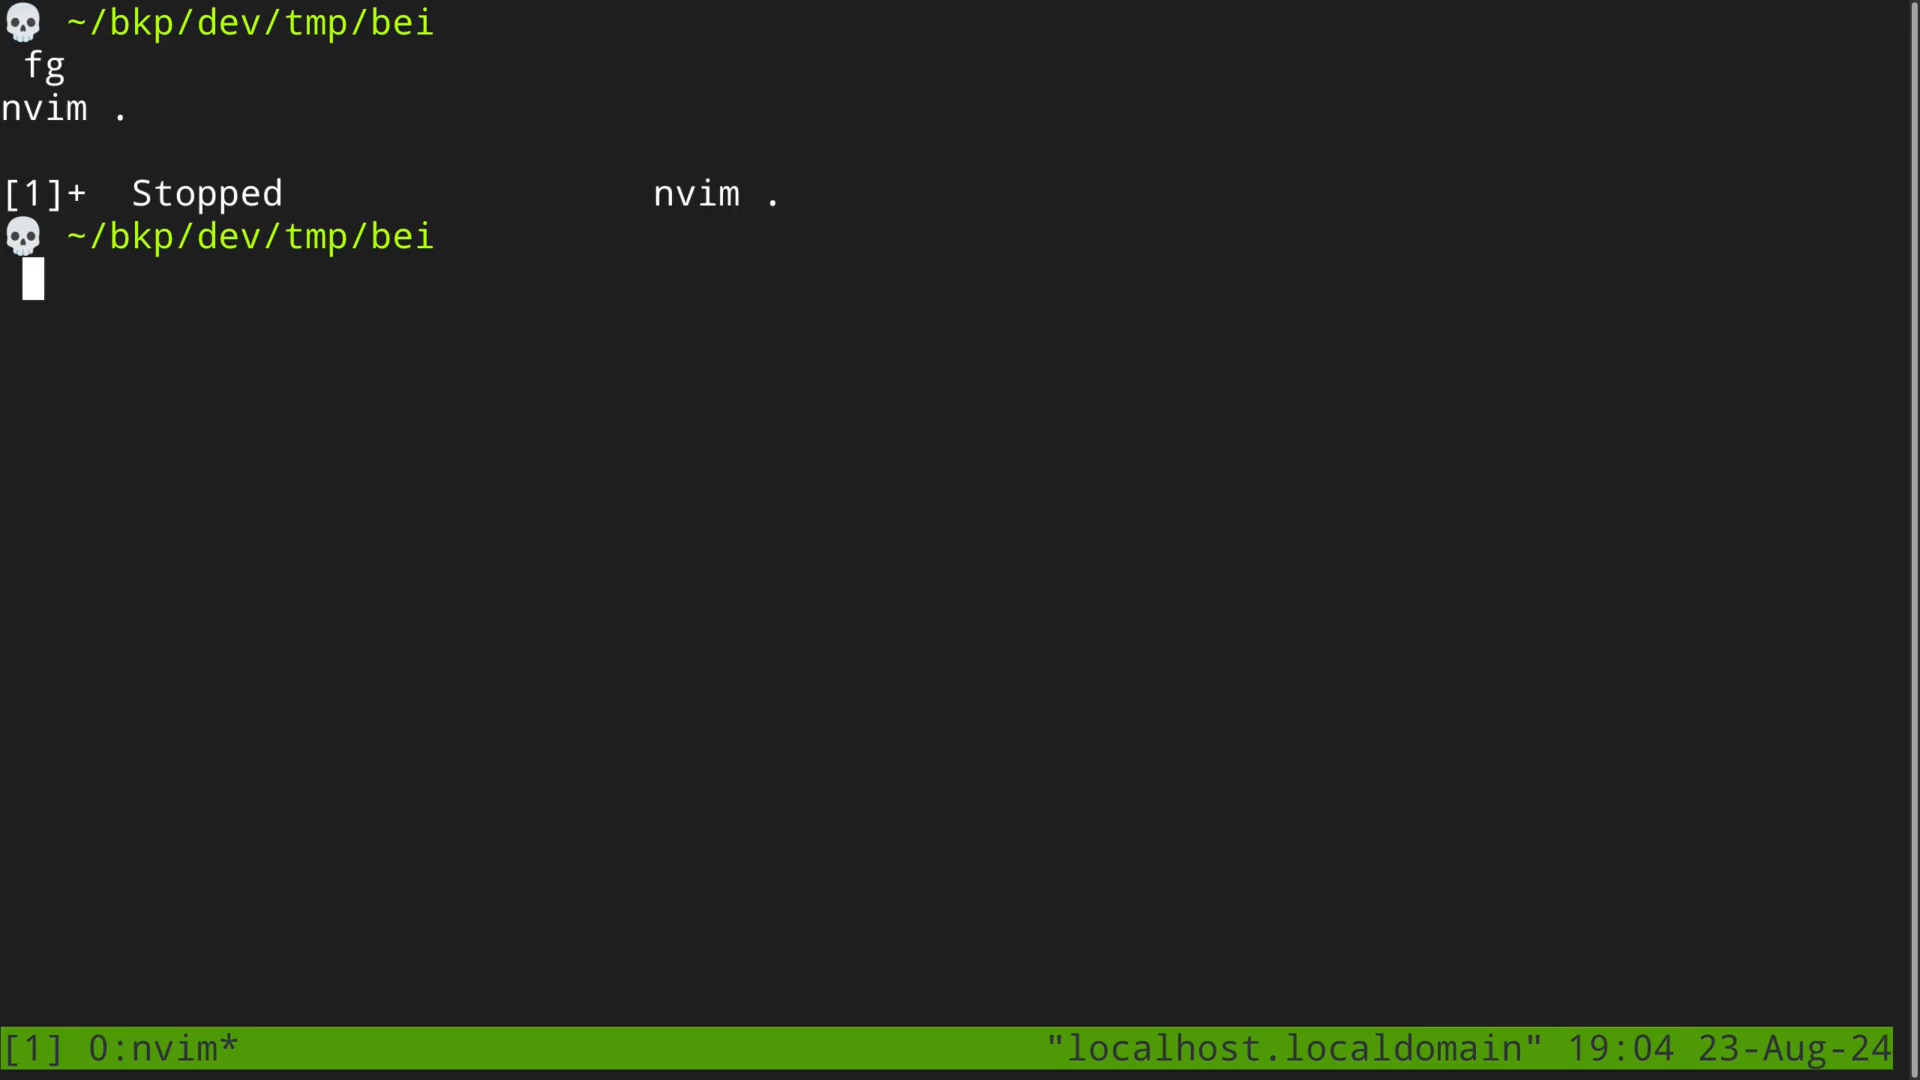 💀 ~/bkp/dev/tmp/bei
fg
nvim .
[1]+  Stopped                 nvim .
💀 ~/bkp/dev/tmp/bei
[1] 0:nvim* "localhost.localdomain" 19:04 23-Aug-24